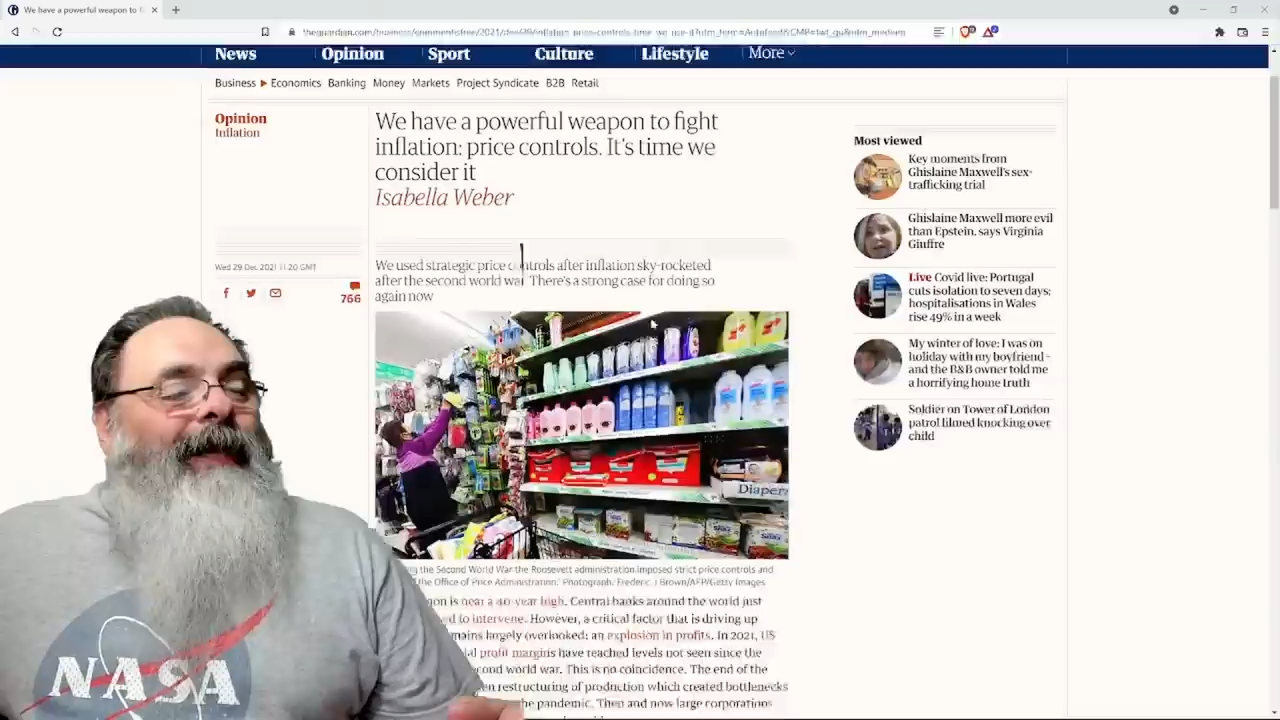 We have a powerful weapon to f
News
Opinion
Sport
Culture
Lifestyle
More
Business ▸ Economics Banking Money Markets Project Syndicate B2B Retail
Opinion
Inflation
We have a powerful weapon to fight
inflation: price controls. It's time we
consider it
Isabella Weber
Wed 29 Dec 2021 11.20 GMT
766
We used strategic price controls after inflation sky-rocketed
after the second world war. There's a strong case for doing so
again now
Diapers
the Second World War the Roosevelt administration imposed strict price controls and
the Office of Price Administration.' Photograph: Frederic J Brown/AFP/Getty Images
on is near a 40-year high. Central banks around the world just
to intervene. However, a critical factor that is driving up
mains largely overlooked: an explosion in profits. In 2021, US
profit margins have reached levels not seen since the
cond world war. This is no coincidence. The end of the
en restructuring of production which created bottlenecks
he pandemic. Then and now large corporations
Most viewed
Key moments from
Ghislaine Maxwell's sex-
trafficking trial
Ghislaine Maxwell more evil
than Epstein, says Virginia
Giuffre
Live Covid live: Portugal
cuts isolation to seven days;
hospitalisations in Wales
rise 49% in a week
My winter of love: I was on
holiday with my boyfriend –
and the B&B owner told me
a horrifying home truth
Soldier on Tower of London
patrol filmed knocking over
child
NASA